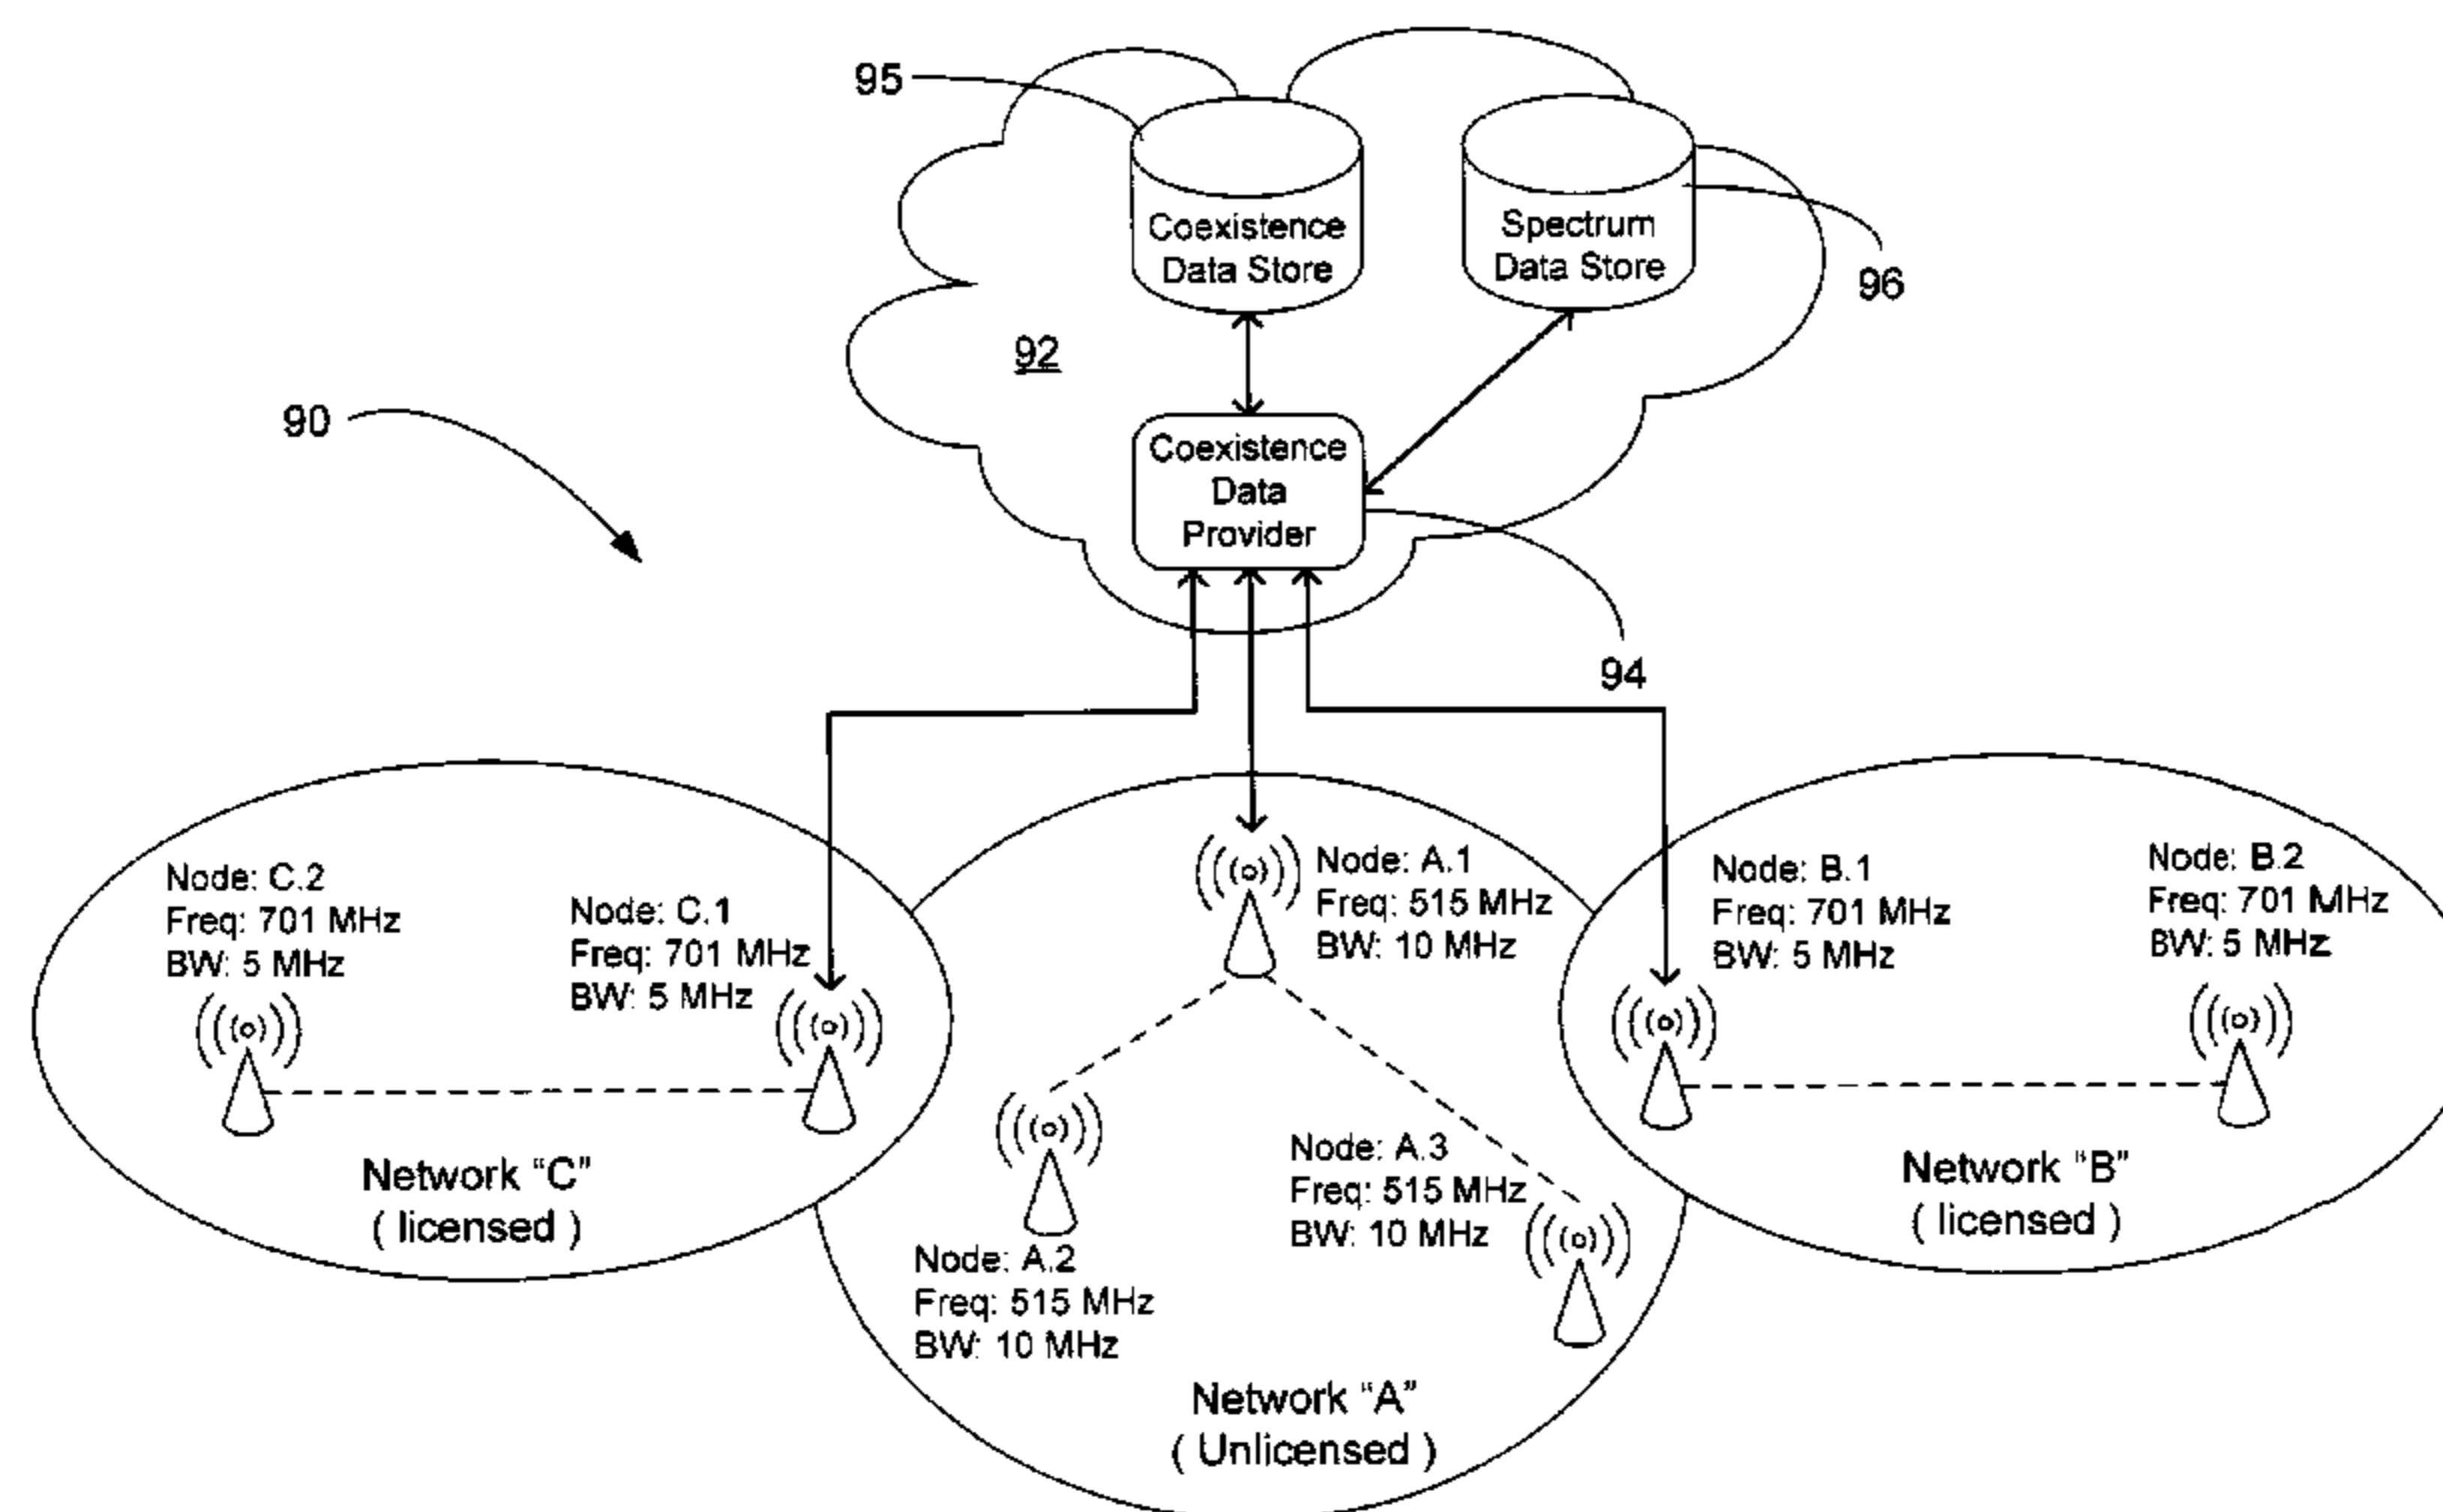 95
Coexistence
Data Store
Spectrum
Data Store
96
92
90
Coexistence
Data
Provider
94
Node: C.2
Freq: 701 MHz
BW: 5 MHz
Node: C.1
Freq: 701 MHz
BW: 5 MHz
Node: A.1
Freq: 515 MHz
BW: 10 MHz
Node: B.1
Freq: 701 MHz
BW: 5 MHz
Node: B.2
Freq: 701 MHz
BW: 5 MHz
Network "C"
( licensed )
Node: A.3
Freq: 515 MHz
BW: 10 MHz
Network "B"
( licensed )
Node: A.2
Freq: 515 MHz
BW: 10 MHz
Network "A"
( Unlicensed )